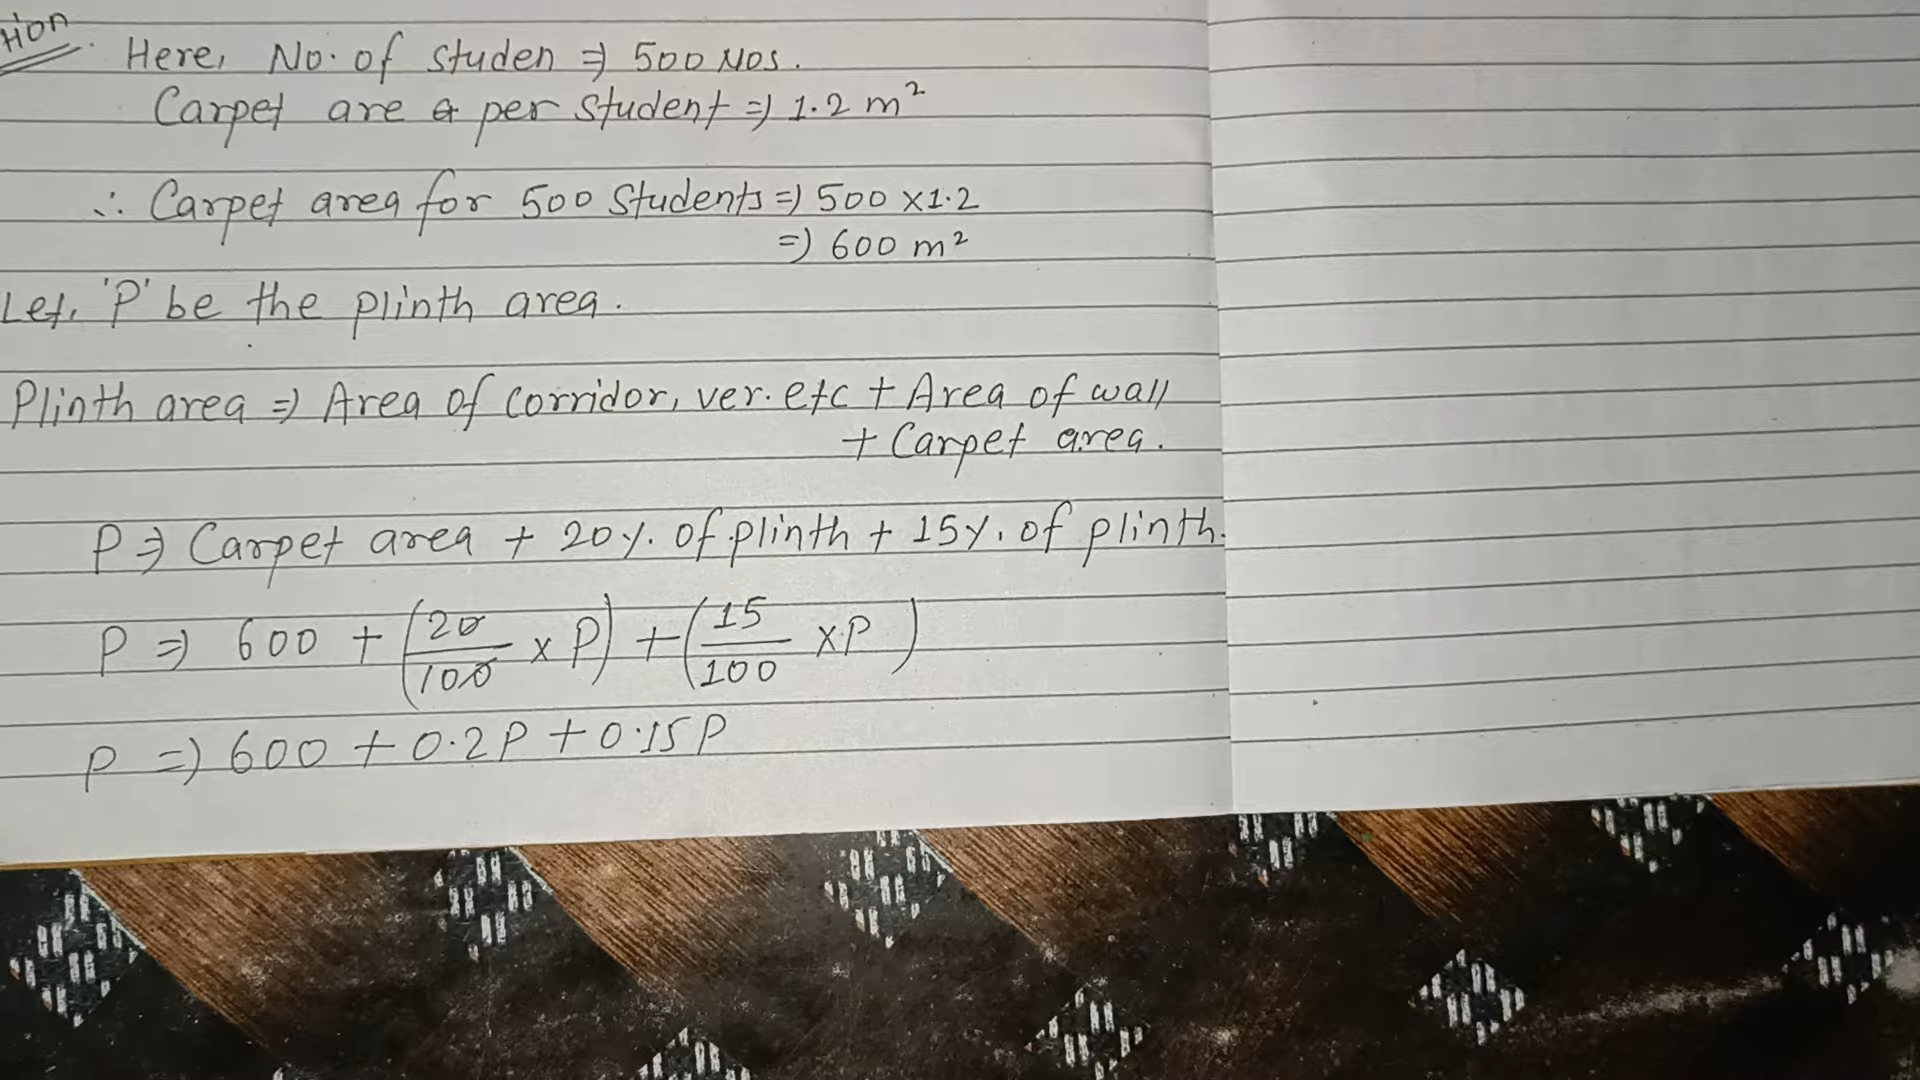 Here, No. of studen ⇒ 500 Nos.
Carpet are a per student ⇒ 1.2 m²
∴ Carpet area for 500 Students ⇒ 500 x1.2
⇒ 600 m²
Let, 'P' be the plinth area.
Plinth area ⇒ Area of corridor, ver. etc + Area of wall
+ Carpet area.
P ⇒ Carpet area + 20%. of plinth + 15%. of plinth.
P ⇒ 600 + (20/100 x P) + (15/100 x P)
P ⇒ 600 + 0.2P + 0.15P